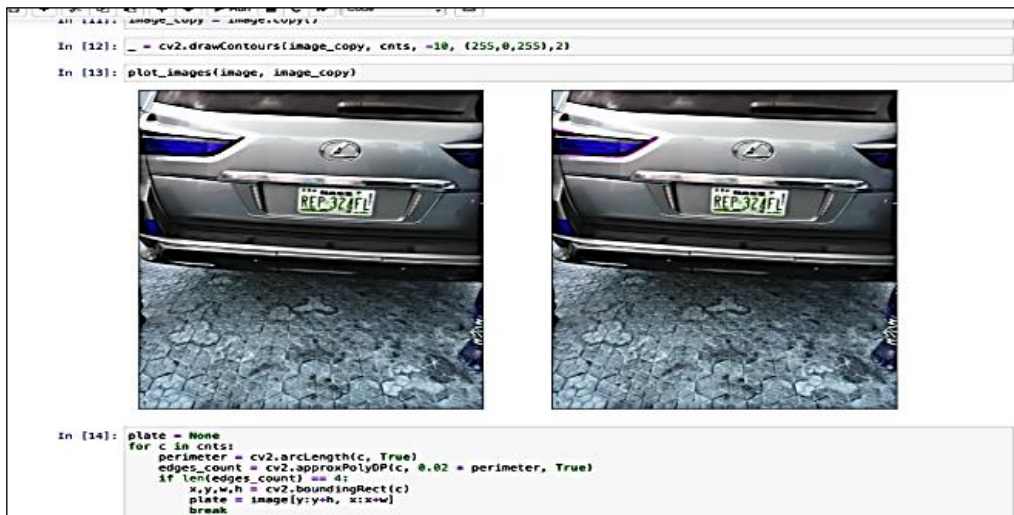 In [11]: image_copy = image.copy()
In [12]: _ = cv2.drawContours(image_copy, cnts, -10, (255,0,255),2)
In [13]: plot_images(image, image_copy)
REP·324FL
REP·324FL
In [14]: plate = None
for c in cnts:
perimeter = cv2.arcLength(c, True)
edges_count = cv2.approxPolyDP(c, 0.02 * perimeter, True)
if len(edges_count) == 4:
x,y,w,h = cv2.boundingRect(c)
plate = image[y:y+h, x:x+w]
break